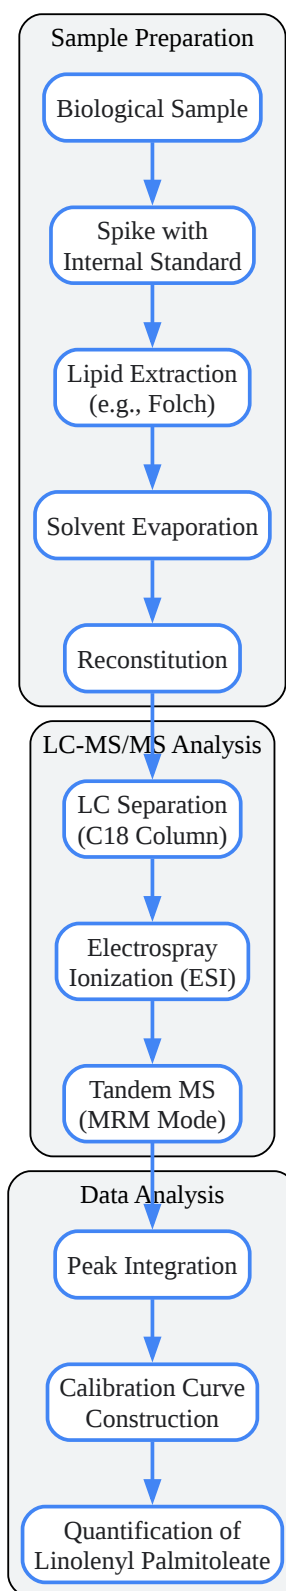 Sample Preparation
Biological Sample
Spike with
Internal Standard
Lipid Extraction
(e.g., Folch)
Solvent Evaporation
Reconstitution
LC-MS/MS Analysis
LC Separation
(C18 Column)
Electrospray
Ionization (ESI)
Tandem MS
(MRM Mode)
Data Analysis
Peak Integration
Calibration Curve
Construction
Quantification of
Linolenyl Palmitoleate